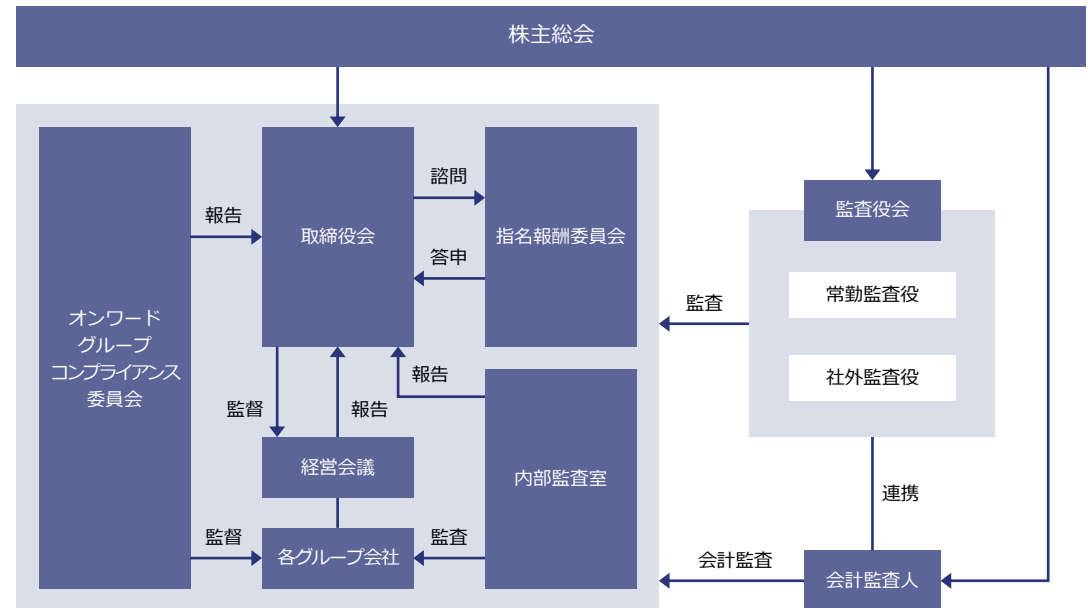 株主総会
諮問
報告
取締役会
指名報酬委員会
答申
監査役会
常勤監査役
監査
社外監査役
オンワード
グループ
コンプライアンス
委員会
報告
監督
報告
経営会議
内部監査室
連携
監督
各グループ会社
監査
会計監査
会計監査人